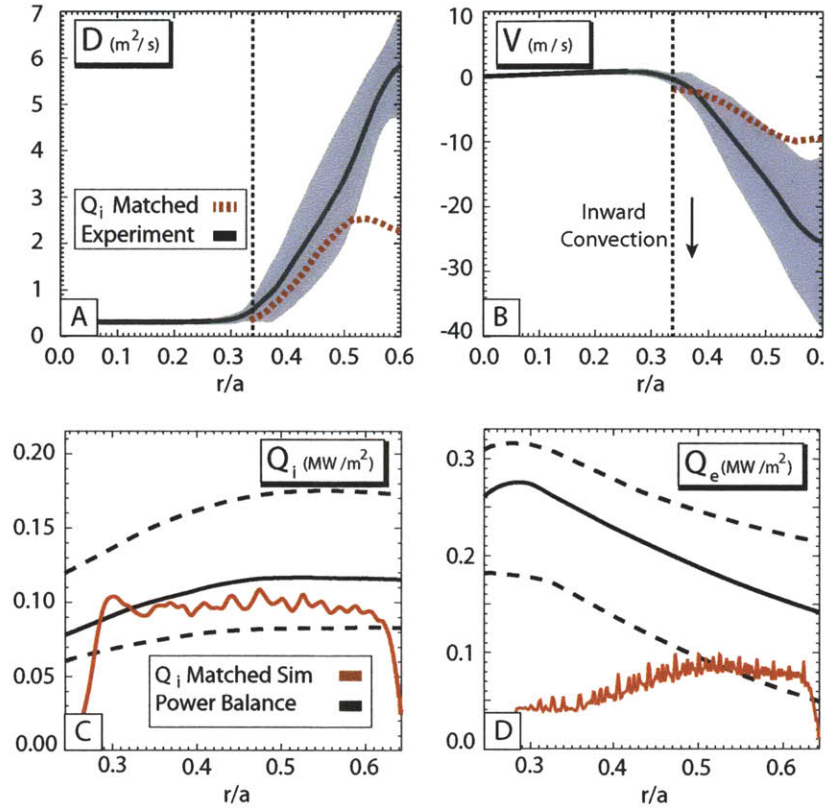 7
6
5
4
3
2
1
0
D (m²/s)
Qᵢ Matched
Experiment
A
0.0 0.1 0.2 0.3 0.4 0.5 0.6
r/a
10
0
-10
-20
-30
-40
V (m/s)
Inward
Convection
B
0.0 0.1 0.2 0.3 0.4 0.5 0.
r/a
0.20
0.15
0.10
0.05
0.00
Qᵢ (MW/m²)
Qᵢ Matched Sim
Power Balance
C
0.3 0.4 0.5 0.6
r/a
0.3
0.2
0.1
0.0
Qₑ (MW/m²)
D
0.3 0.4 0.5 0.6
r/a